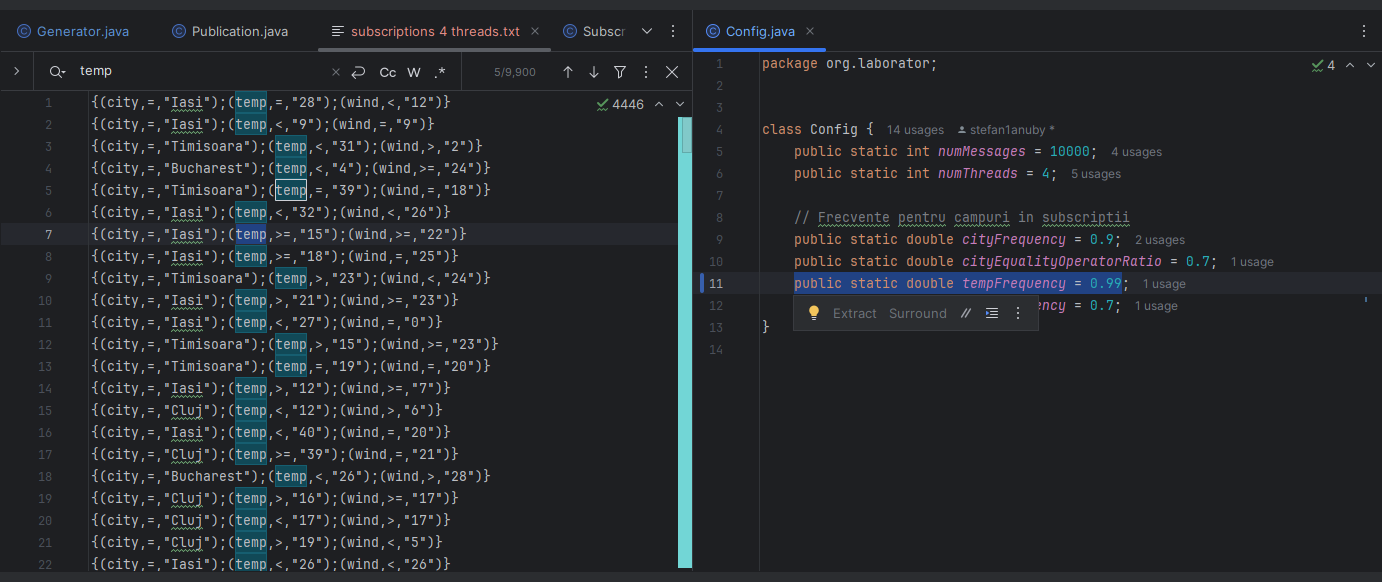 Generator.java
Publication.java
subscriptions 4 threads.txt
Subscr
temp
Cc W .*
5/9,900
4446
1 {(city,=,"Iasi");(temp,=,"28");(wind,<,"12")}
2 {(city,=,"Iasi");(temp,<,"9");(wind,=,"9")}
3 {(city,=,"Timisoara");(temp,<,"31");(wind,>,"2")}
4 {(city,=,"Bucharest");(temp,<,"4");(wind,>=,"24")}
5 {(city,=,"Timisoara");(temp,=,"39");(wind,=,"18")}
6 {(city,=,"Iasi");(temp,<,"32");(wind,<,"26")}
7 {(city,=,"Iasi");(temp,>=,"15");(wind,>=,"22")}
8 {(city,=,"Iasi");(temp,>=,"18");(wind,=,"25")}
9 {(city,=,"Timisoara");(temp,>,"23");(wind,<,"24")}
10 {(city,=,"Iasi");(temp,>,"21");(wind,>=,"23")}
11 {(city,=,"Iasi");(temp,<,"27");(wind,=,"0")}
12 {(city,=,"Timisoara");(temp,>,"15");(wind,>=,"23")}
13 {(city,=,"Timisoara");(temp,=,"19");(wind,=,"20")}
14 {(city,=,"Iasi");(temp,>,"12");(wind,>=,"7")}
15 {(city,=,"Cluj");(temp,<,"12");(wind,>,"6")}
16 {(city,=,"Iasi");(temp,<,"40");(wind,=,"20")}
17 {(city,=,"Cluj");(temp,>=,"39");(wind,=,"21")}
18 {(city,=,"Bucharest");(temp,<,"26");(wind,>,"28")}
19 {(city,=,"Cluj");(temp,>,"16");(wind,>=,"17")}
20 {(city,=,"Cluj");(temp,<,"17");(wind,>,"17")}
21 {(city,=,"Cluj");(temp,>,"19");(wind,<,"5")}
22 {(city,=,"Iasi");(temp,<,"26");(wind,<,"26")}
Config.java
4
1 package org.laborator;
2
3
4 class Config { 14 usages stefan1anuby *
5 public static int numMessages = 10000; 4 usages
6 public static int numThreads = 4; 5 usages
7
8 // Frecvente pentru campuri in subscriptii
9 public static double cityFrequency = 0.9; 2 usages
10 public static double cityEqualityOperatorRatio = 0.7; 1 usage
11 public static double tempFrequency = 0.99; 1 usage
12 ency = 0.7; 1 usage
Extract Surround //
13 }
14